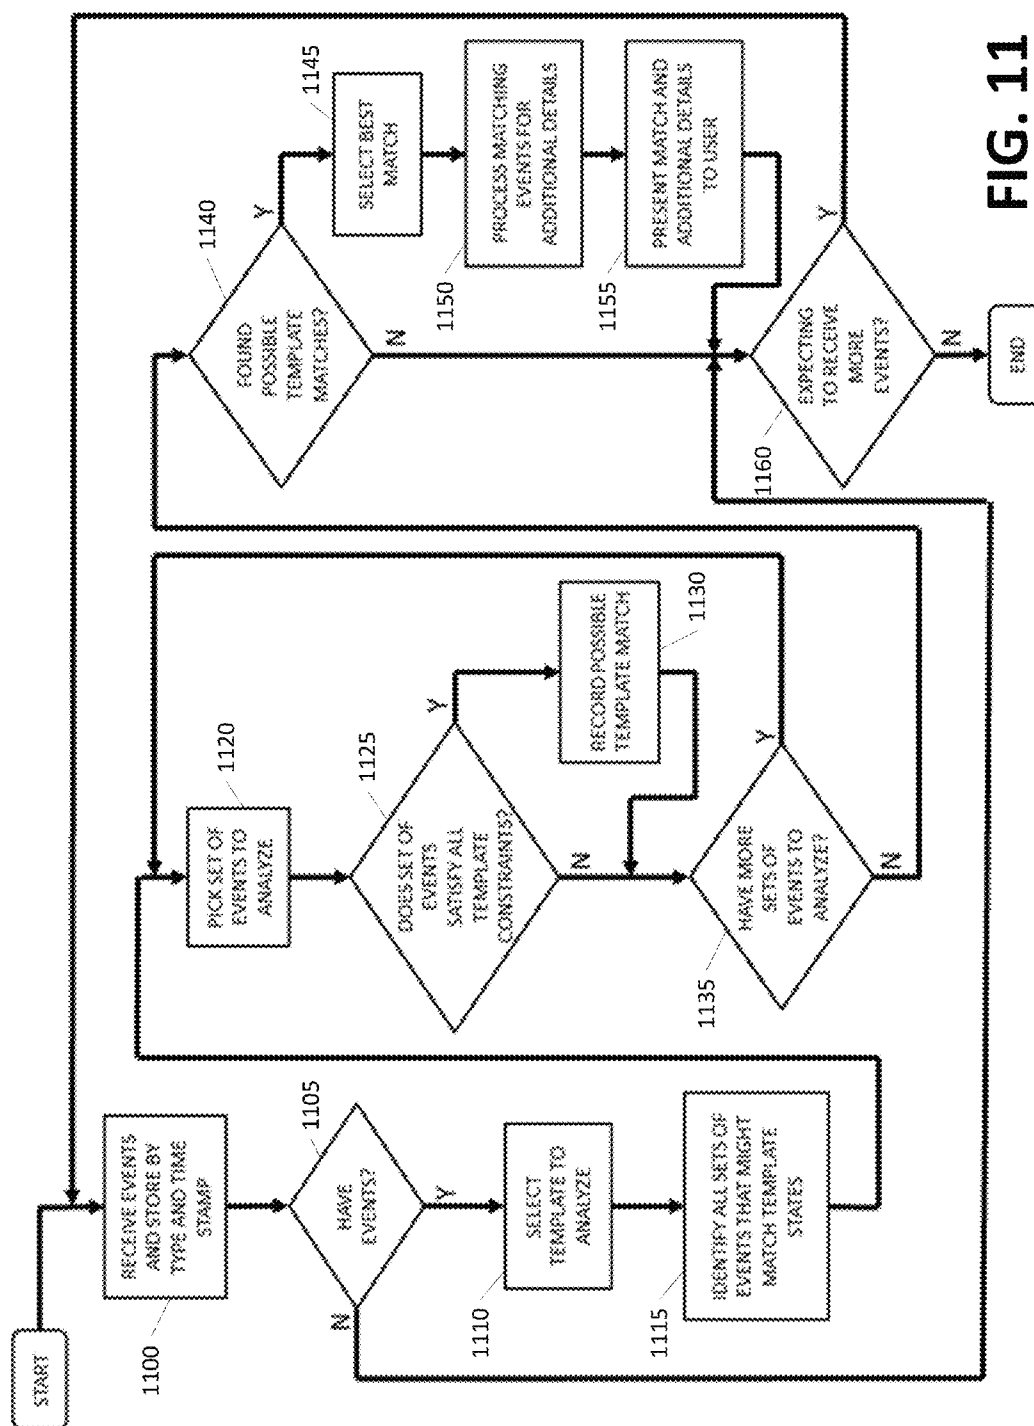 START
RECEIVE EVENTS
AND STORE BY
TYPE AND TIME
STAMP
1100
HAVE
EVENTS?
1105
N
Y
SELECT
TEMPLATE TO
ANALYZE
1110
IDENTIFY ALL SETS OF
EVENTS THAT MIGHT
MATCH TEMPLATE
STATES
1115
PICK SET OF
EVENTS TO
ANALYZE
1120
DOES SET OF
EVENTS
SATISFY ALL
TEMPLATE
CONSTRAINTS?
1125
Y
N
RECORD POSSIBLE
TEMPLATE MATCH
1130
HAVE MORE
SETS OF
EVENTS TO
ANALYZE?
1135
Y
N
FOUND
POSSIBLE
TEMPLATE
MATCHES?
1140
Y
N
SELECT BEST
MATCH
1145
PROCESS MATCHING
EVENTS FOR
ADDITIONAL DETAILS
1150
PRESENT MATCH AND
ADDITIONAL DETAILS
TO USER
1155
EXPECTING
TO RECEIVE
MORE
EVENTS?
1160
Y
N
END
FIG. 11